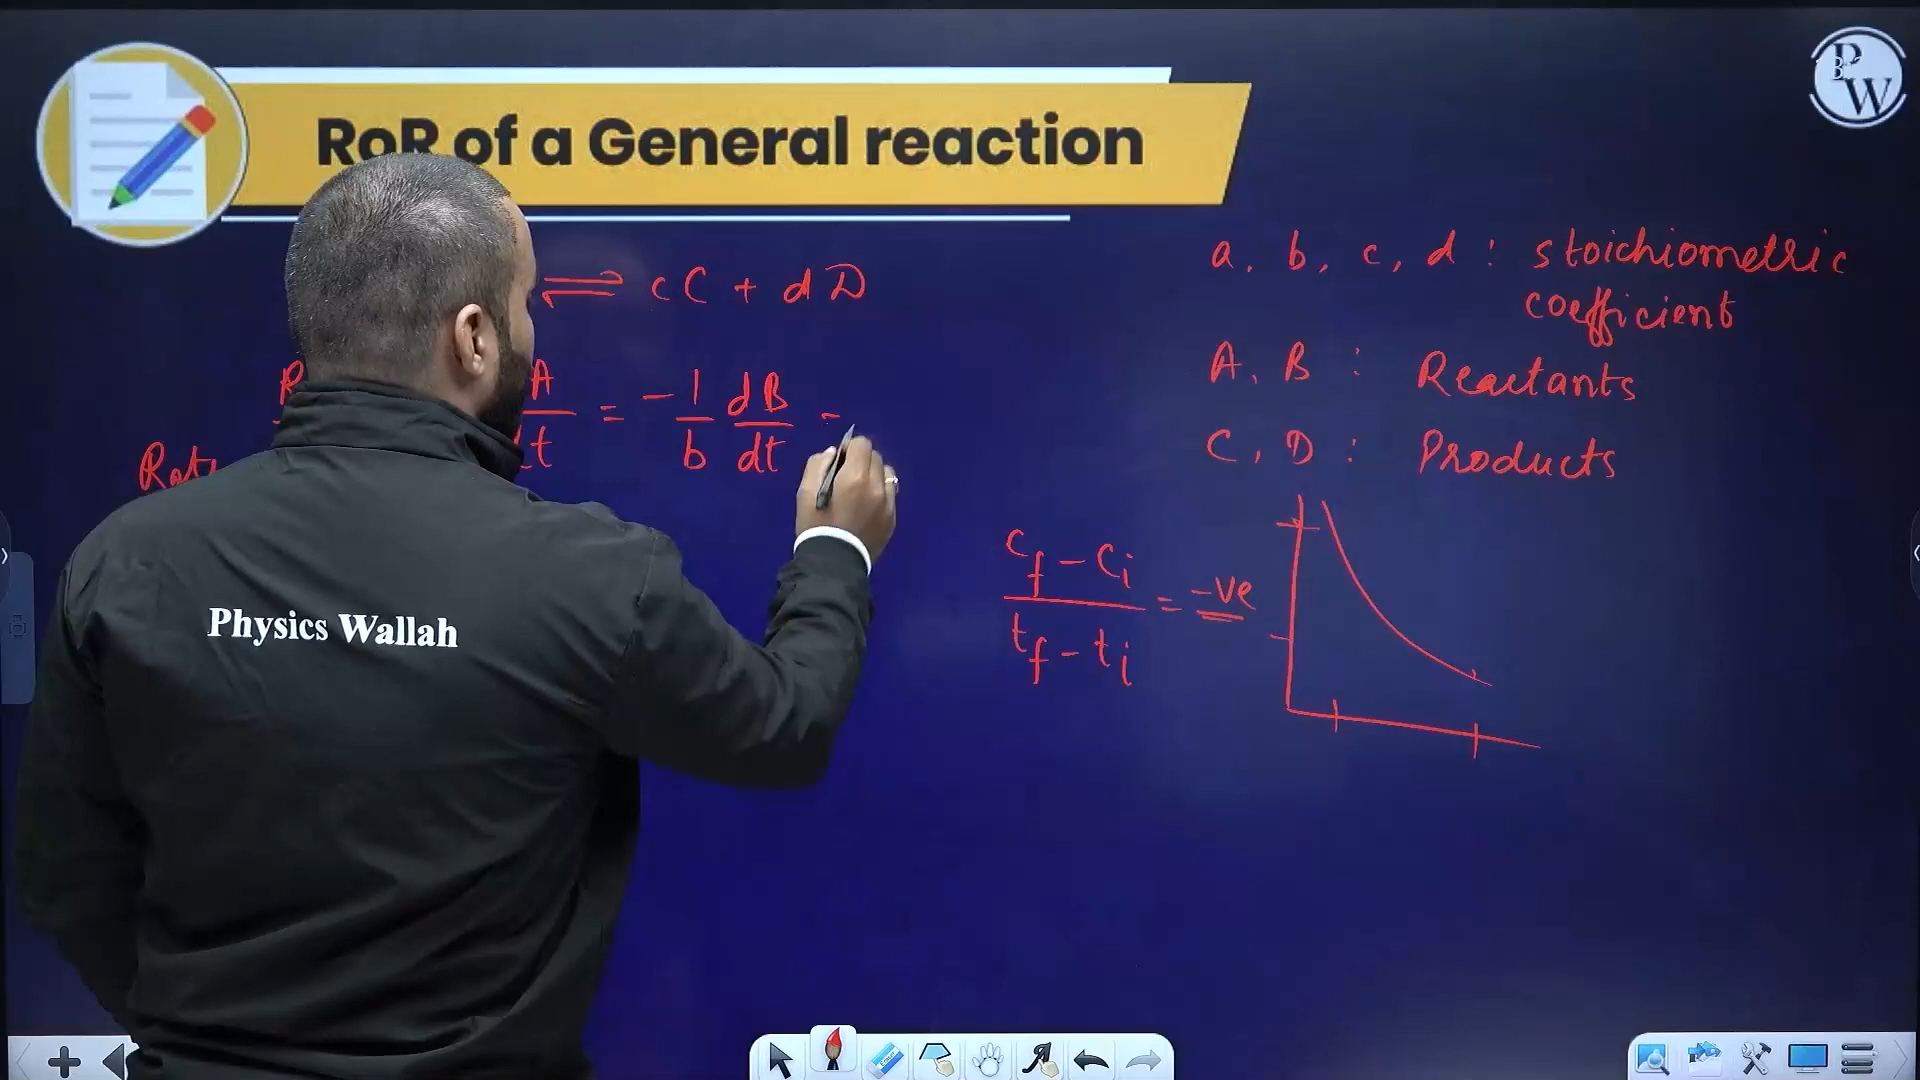 RoR of a General reaction
PW
⇌ cC + dD
a, b, c, d : stoichiometric
coefficient
A, B : Reactants
C, D : Products
A = - 1 dB =
t b dt
Cf - Ci = -ve
tf - ti
Physics Wallah